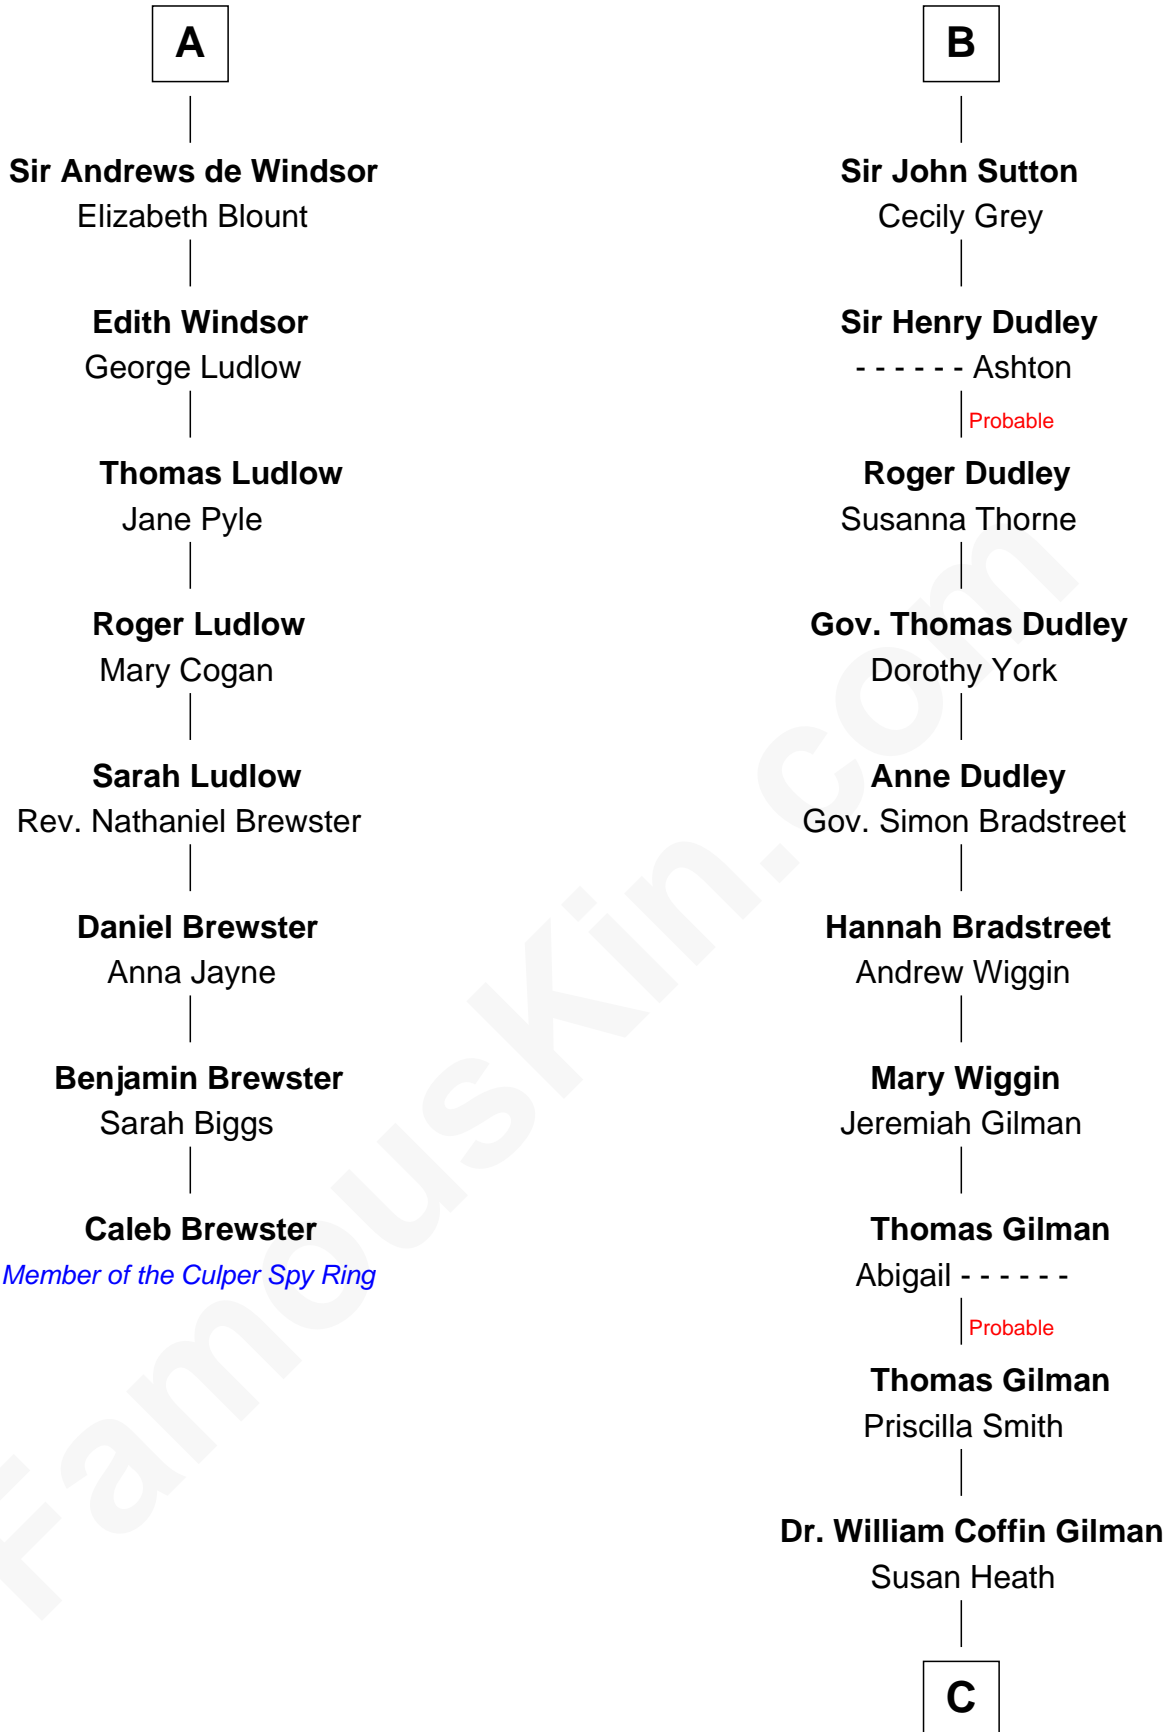 A
Sir Andrews de Windsor
Elizabeth Blount
Edith Windsor
George Ludlow
Thomas Ludlow
Jane Pyle
Roger Ludlow
Mary Cogan
Sarah Ludlow
Rev. Nathaniel Brewster
Daniel Brewster
Anna Jayne
Benjamin Brewster
Sarah Biggs
Caleb Brewster
Member of the Culper Spy Ring
B
Sir John Sutton
Cecily Grey
Sir Henry Dudley
- - - - - - Ashton
Probable
Roger Dudley
Susanna Thorne
Gov. Thomas Dudley
Dorothy York
Anne Dudley
Gov. Simon Bradstreet
Hannah Bradstreet
Andrew Wiggin
Mary Wiggin
Jeremiah Gilman
Thomas Gilman
Abigail - - - - - -
Probable
Thomas Gilman
Priscilla Smith
Dr. William Coffin Gilman
Susan Heath
C
FamousKin.com